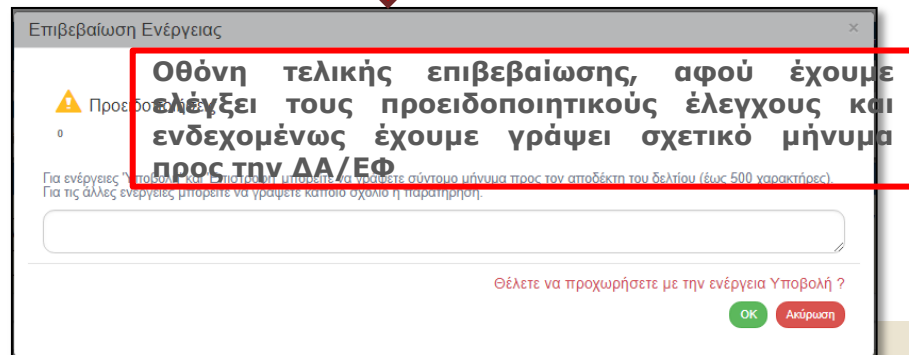 Επιβεβαίωση Ενέργειας
×
Οθόνη τελικής επιβεβαίωσης, αφού έχουμε
ελέγξει τους προειδοποιητικούς έλεγχους και
ενδεχομένως έχουμε γράψει σχετικό μήνυμα
προς την ΔΑ/ΕΦ
Προειδοποιήσεις
0
Για ενέργειες 'Υποβολή' και 'Επιστροφή' μπορείτε να γράψετε σύντομο μήνυμα προς τον αποδέκτη του δελτίου (έως 500 χαρακτήρες).
Για τις άλλες ενέργειες μπορείτε να γράψετε κάποιο σχόλιο ή παρατήρηση.
Θέλετε να προχωρήσετε με την ενέργεια Υποβολή ?
OK
Ακύρωση